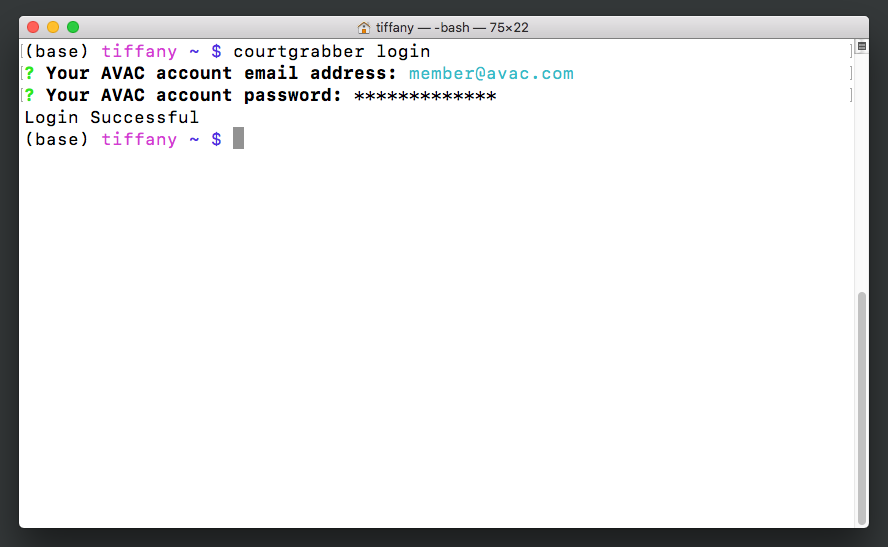 tiffany — -bash — 75×22
(base) tiffany ~ $ courtgrabber login
? Your AVAC account email address: member@avac.com
? Your AVAC account password: *************
Login Successful
(base) tiffany ~ $